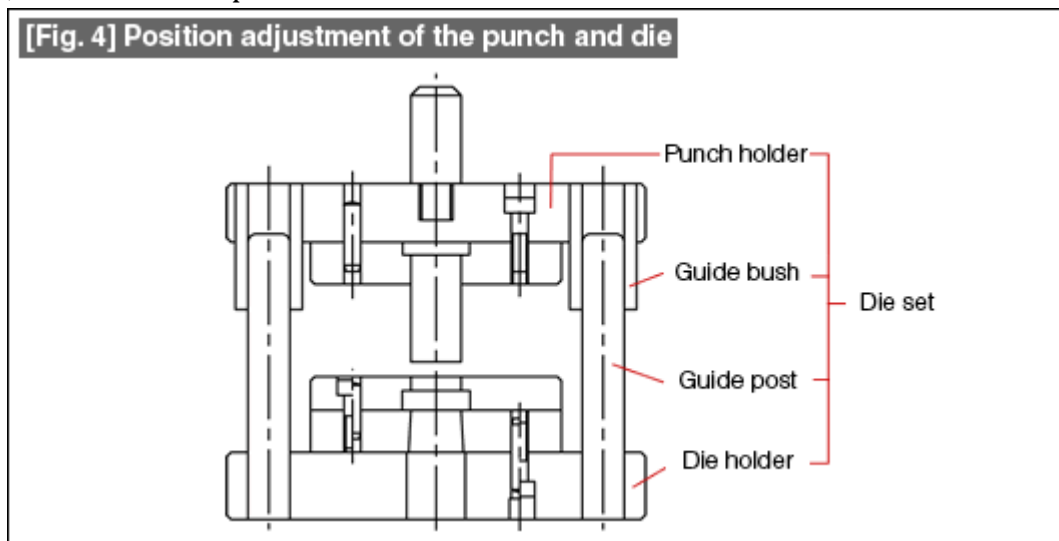 [Fig. 4] Position adjustment of the punch and die
Punch holder
Guide bush
Die set
Guide post
Die holder